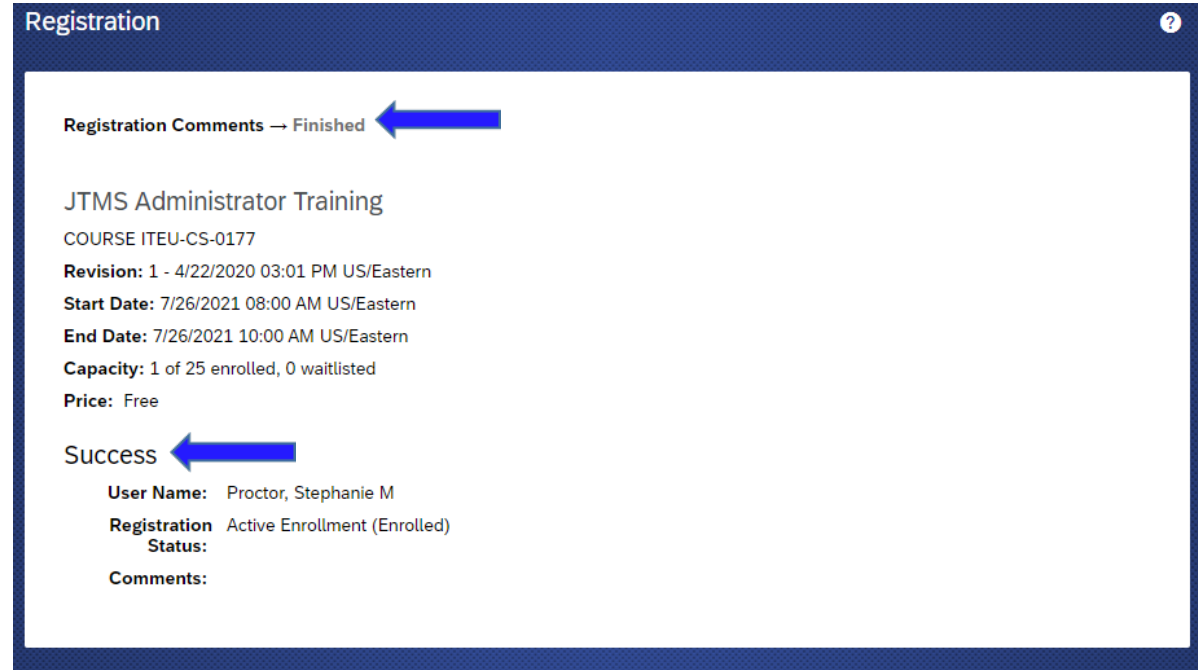 Registration
?
Registration Comments → Finished
JTMS Administrator Training
COURSE ITEU-CS-0177
Revision: 1 - 4/22/2020 03:01 PM US/Eastern
Start Date: 7/26/2021 08:00 AM US/Eastern
End Date: 7/26/2021 10:00 AM US/Eastern
Capacity: 1 of 25 enrolled, 0 waitlisted
Price: Free
Success
User Name: Proctor, Stephanie M
Registration Active Enrollment (Enrolled)
Status:
Comments: